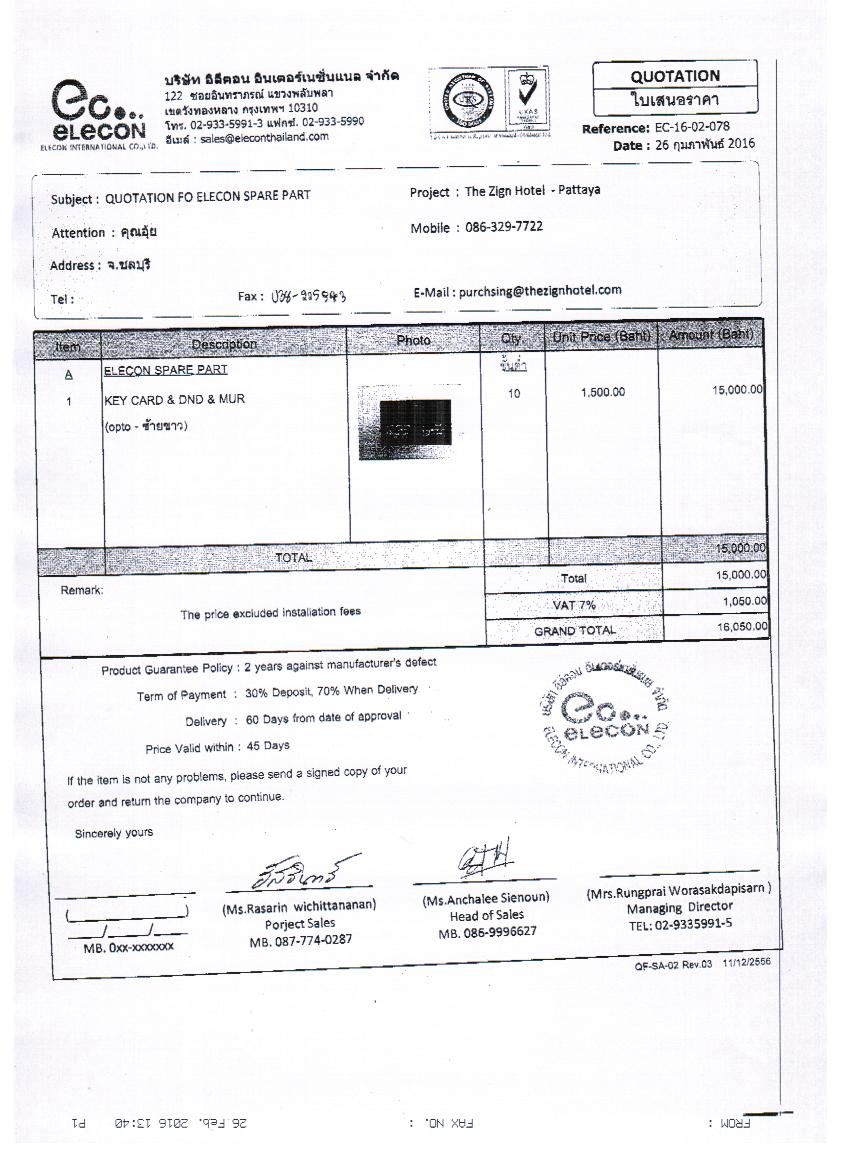 ec...
eLecon
ELECON INTERNATIONAL CO.,LTD.
บริษัท อีลีคอน อินเตอร์เนชั่นแนล จำกัด
122 ซอยอินทราภรณ์ แขวงพลับพลา
เขตวังทองหลาง กรุงเทพฯ 10310
โทร. 02-933-5991-3 แฟกซ์. 02-933-5990
อีเมล์ : sales@eleconthailand.com
QUOTATION
ใบเสนอราคา
Reference: EC-16-02-078
Date : 26 กุมภาพันธ์ 2016
Subject : QUOTATION FO ELECON SPARE PART
Project : The Zign Hotel - Pattaya
Attention : คุณอุ้ย
Mobile : 086-329-7722
Address : จ.ชลบุรี
Tel :
Fax :
E-Mail : purchsing@thezignhotel.com
Item Description Photo Qty Unit Price (Baht) Amount (Baht)
A ELECON SPARE PART ขั้นต่ำ
1 KEY CARD & DND & MUR 10 1,500.00 15,000.00
(opto - ซ้ายขาว)
TOTAL 15,000.00
Remark:
The price excluded installation fees
Total 15,000.00
VAT 7% 1,050.00
GRAND TOTAL 16,050.00
Product Guarantee Policy : 2 years against manufacturer's defect
Term of Payment : 30% Deposit, 70% When Delivery
Delivery : 60 Days from date of approval
Price Valid within : 45 Days
If the item is not any problems, please send a signed copy of your
order and return the company to continue.
Sincerely yours
บริษัท อีลีคอน อินเตอร์เนชั่นแนล จำกัด
ec...
eLecon
ELECON INTERNATIONAL CO., LTD.
(____________)
___/___/___
MB. 0xx-xxxxxxx
(Ms.Rasarin wichittananan)
Porject Sales
MB. 087-774-0287
(Ms.Anchalee Sienoun)
Head of Sales
MB. 086-9996627
(Mrs.Rungprai Worasakdapisarn )
Managing Director
TEL: 02-9335991-5
QF-SA-02 Rev.03 11/12/2556
FROM : FAX NO. : 26 Feb. 2016 13:40 P1